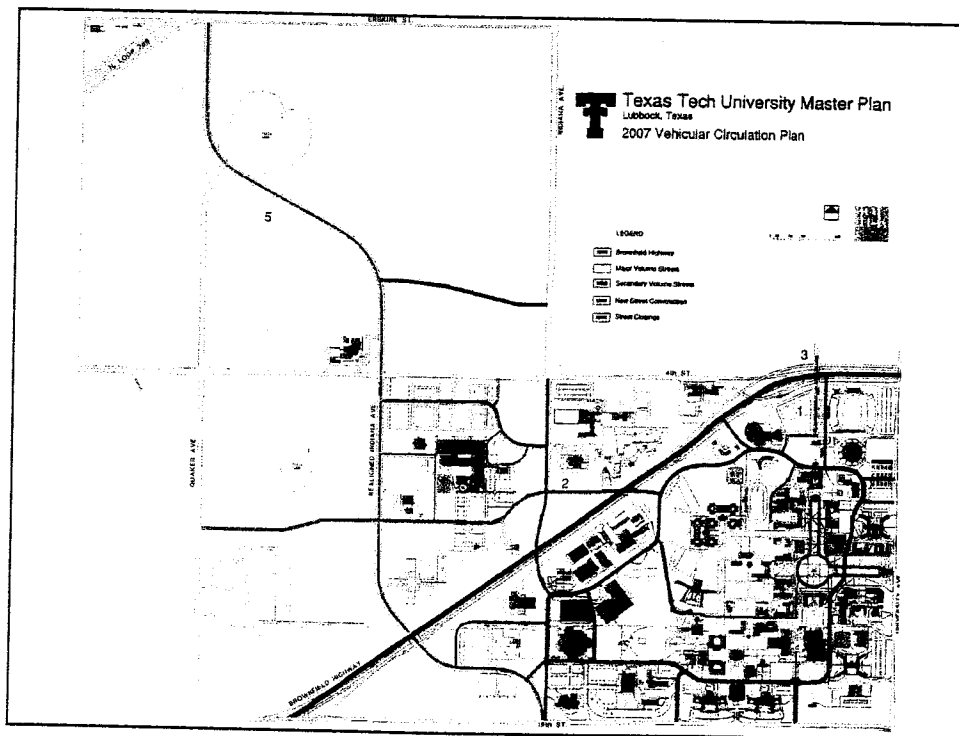 ERSKINE ST.
N. LOOP 289
INDIANA AVE.
Texas Tech University Master Plan
Lubbock, Texas
2007 Vehicular Circulation Plan
5
LEGEND
Brownfield Highway
Major Volume Streets
Secondary Volume Streets
New Street Construction
Street Closings
3
4th ST.
1
QUAKER AVE
REALIGNED INDIANA AVE.
2
UNIVERSITY AVE
BROWNFIELD HIGHWAY
19th ST.